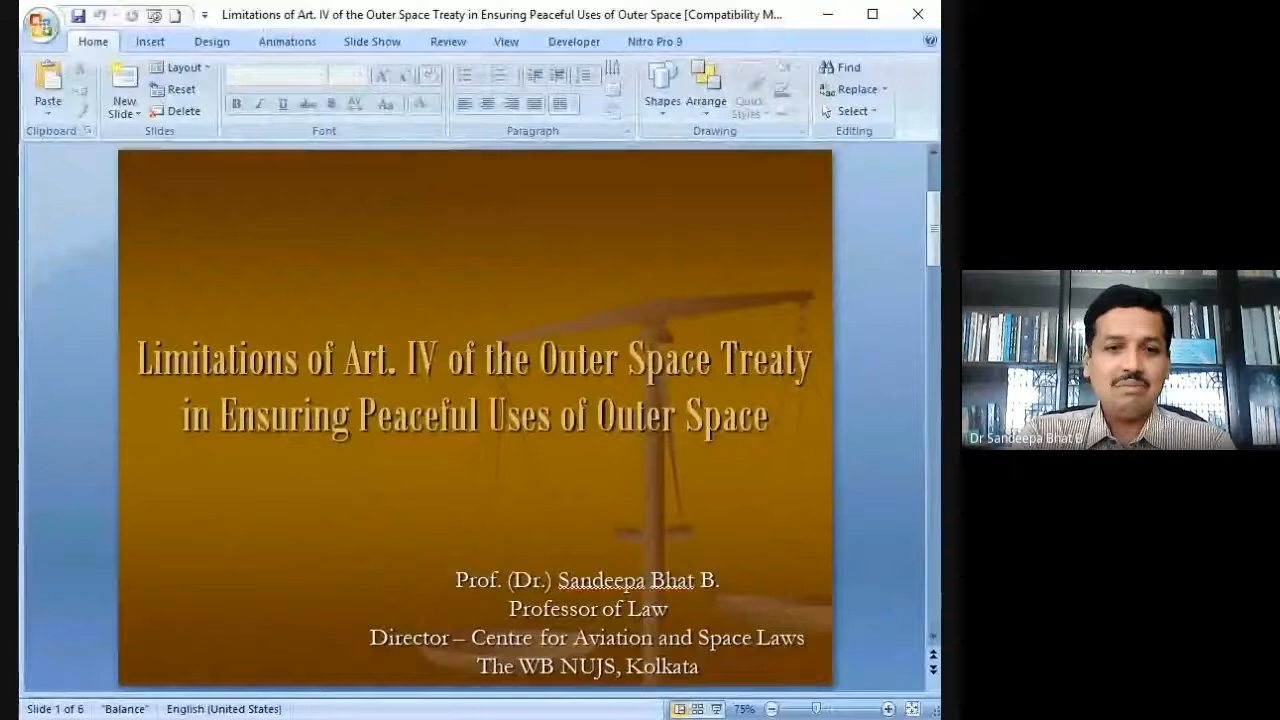 Limitations of Art. IV of the Outer Space Treaty in Ensuring Peaceful Uses of Outer Space [Compatibility M...
Home Insert Design Animations Slide Show Review View Developer Nitro Pro 9
Paste
Clipboard
New
Slide
Layout
Reset
Delete
Slides
Font
Paragraph
Shapes Arrange Quick
Styles
Drawing
Find
Replace
Select
Editing
Limitations of Art. IV of the Outer Space Treaty
in Ensuring Peaceful Uses of Outer Space
Prof. (Dr.) Sandeepa Bhat B.
Professor of Law
Director – Centre for Aviation and Space Laws
The WB NUJS, Kolkata
Dr Sandeepa Bhat B
Slide 1 of 6 "Balance" English (United States) 75%